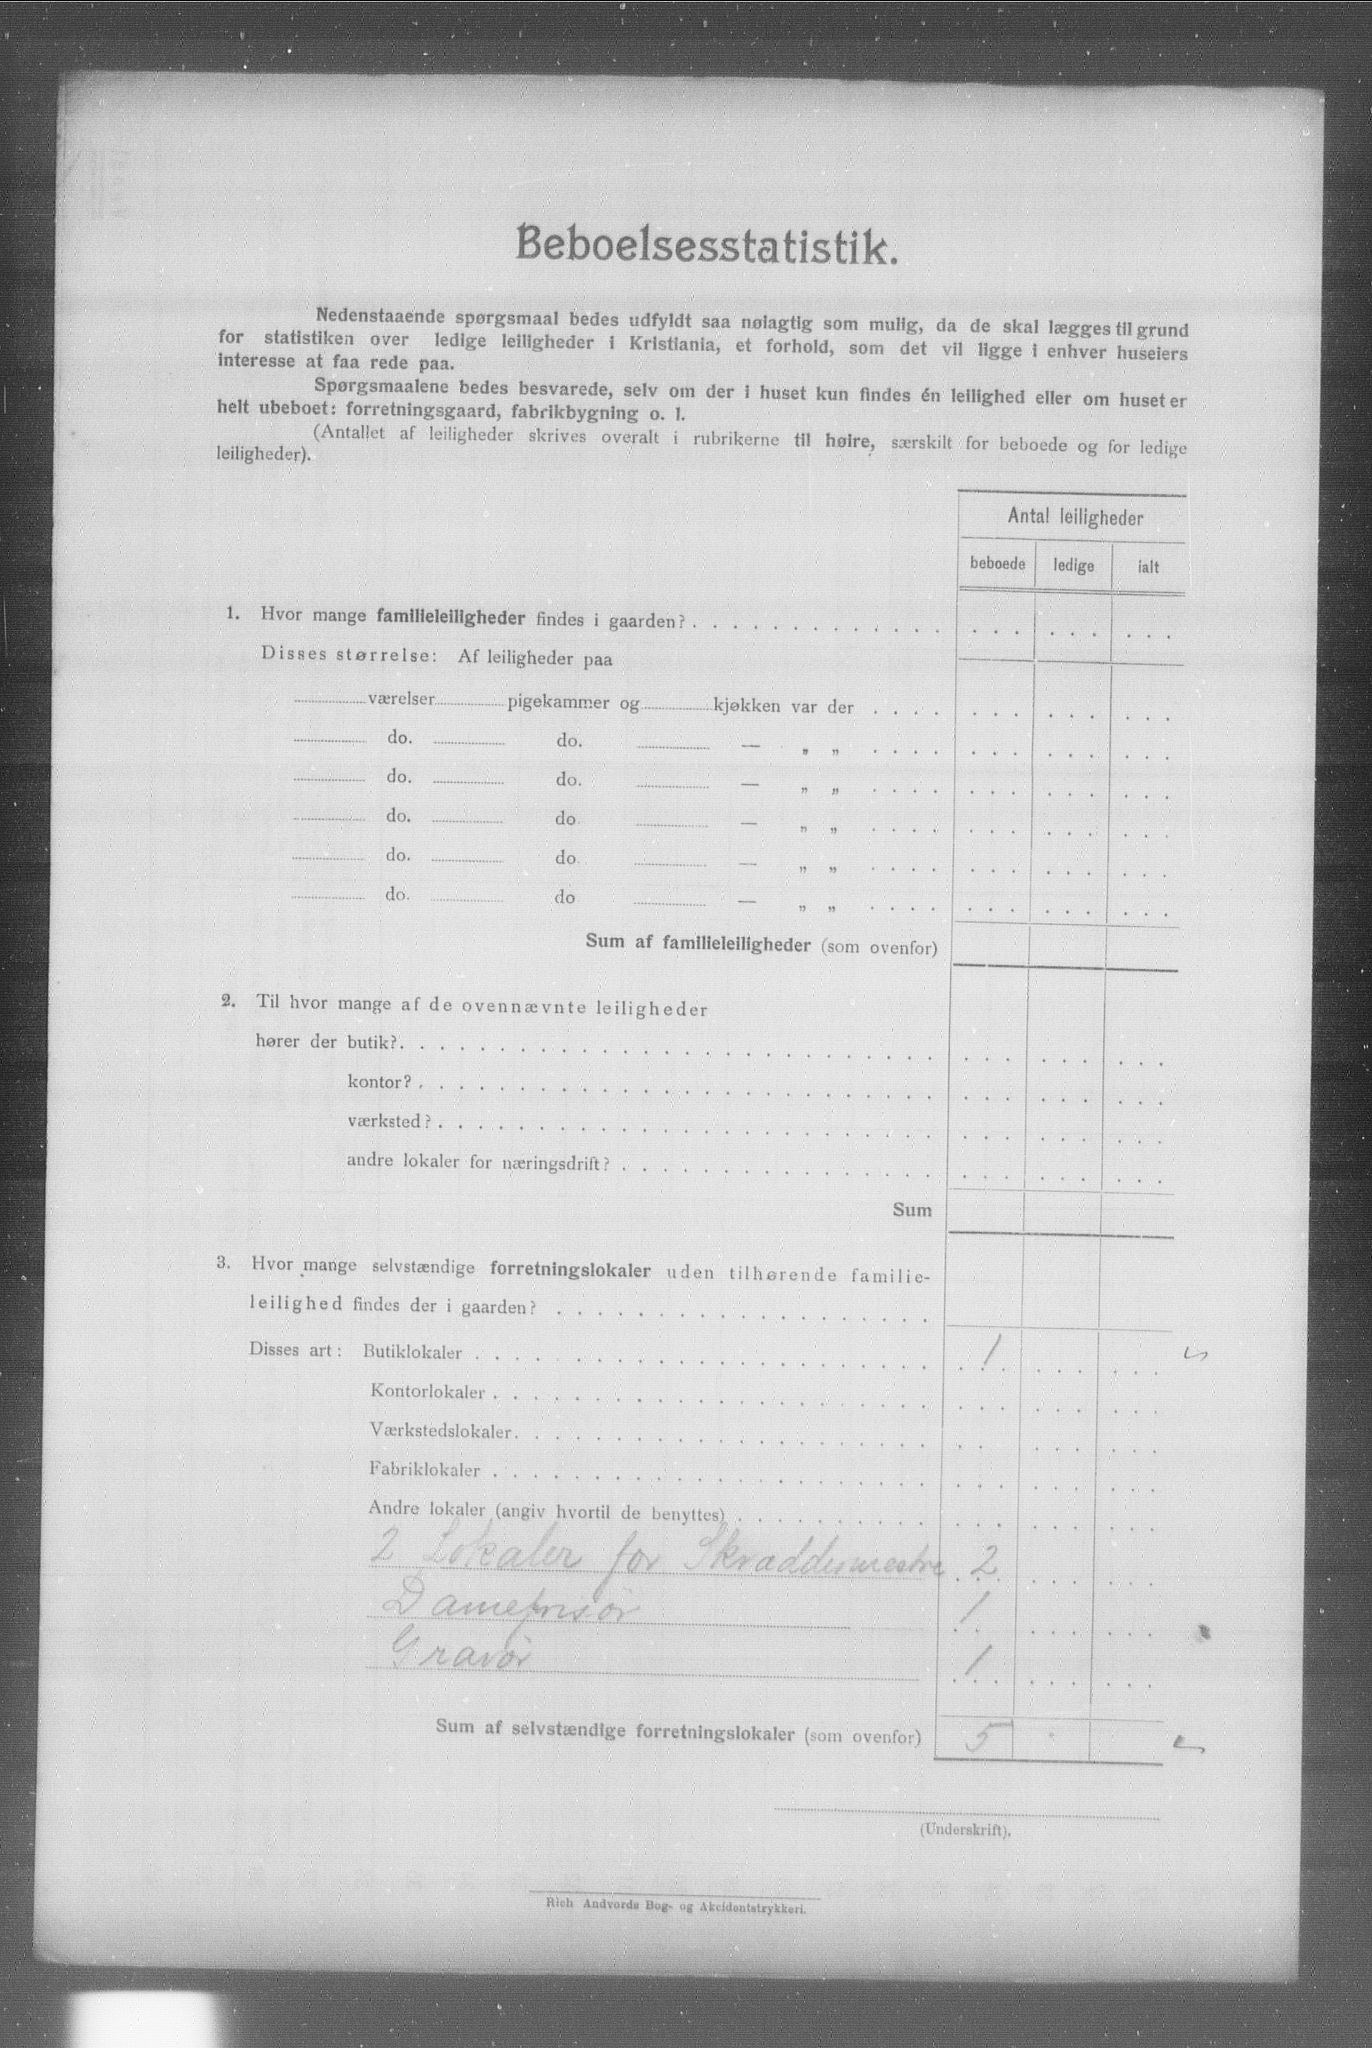 Beboelsesstatistik.
Nedenstaaende spørgsmaal bedes udfyldt saa nøiagtig som mulig, da de skal lægges til grund
for statistiken over ledige leiligheder i Kristiania, et forhold, som det vil ligge i enhver huseiers
interesse at faa rede paa.
Spørgsmaalene bedes besvarede, selv om der i huset kun findes én leilighed eller om huset er
helt ubeboet: forretningsgaard, fabrikbygning o. l.
(Antallet af leiligheder skrives overalt i rubrikerne til høire, særskilt for beboede og for ledige
leiligheder).
Antal leiligheder
beboede ledige ialt
1. Hvor mange familieleiligheder findes i gaarden?
Disses størrelse: Af leiligheder paa
værelser pigekammer og kjøkken var der
do. do. — „ „
do. do. — „ „
do. do. — „ „
do. do. — „ „
do. do — „ „
Sum af familieleiligheder (som ovenfor)
2. Til hvor mange af de ovennævnte leiligheder
hører der butik?
kontor?
værksted?
andre lokaler for næringsdrift?
Sum
3. Hvor mange selvstændige forretningslokaler uden tilhørende familie-
leilighed findes der i gaarden?
Disses art: Butiklokaler 1
Kontorlokaler
Værkstedslokaler
Fabriklokaler
Andre lokaler (angiv hvortil de benyttes)
2 Lokaler for Skraddermestre 2
Damefrisør 1
Gravør 1
Sum af selvstændige forretningslokaler (som ovenfor) 5
(Underskrift).
Rich Andvords Bog- og Akcidentstrykkeri.